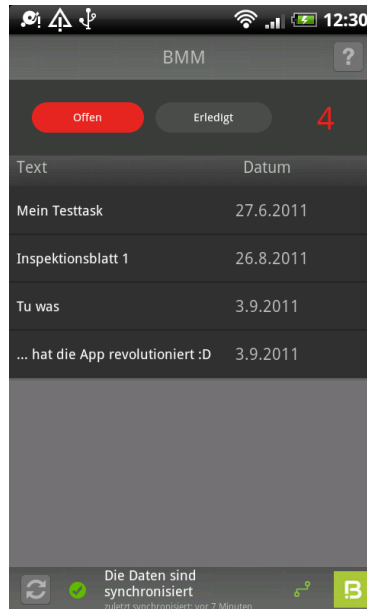 12:30
BMM
?
Offen Erledigt 4
Text Datum
Mein Testtask 27.6.2011
Inspektionsblatt 1 26.8.2011
Tu was 3.9.2011
... hat die App revolutioniert :D 3.9.2011
Die Daten sind
synchronisiert
zuletzt synchronisiert: vor 7 Minuten
B